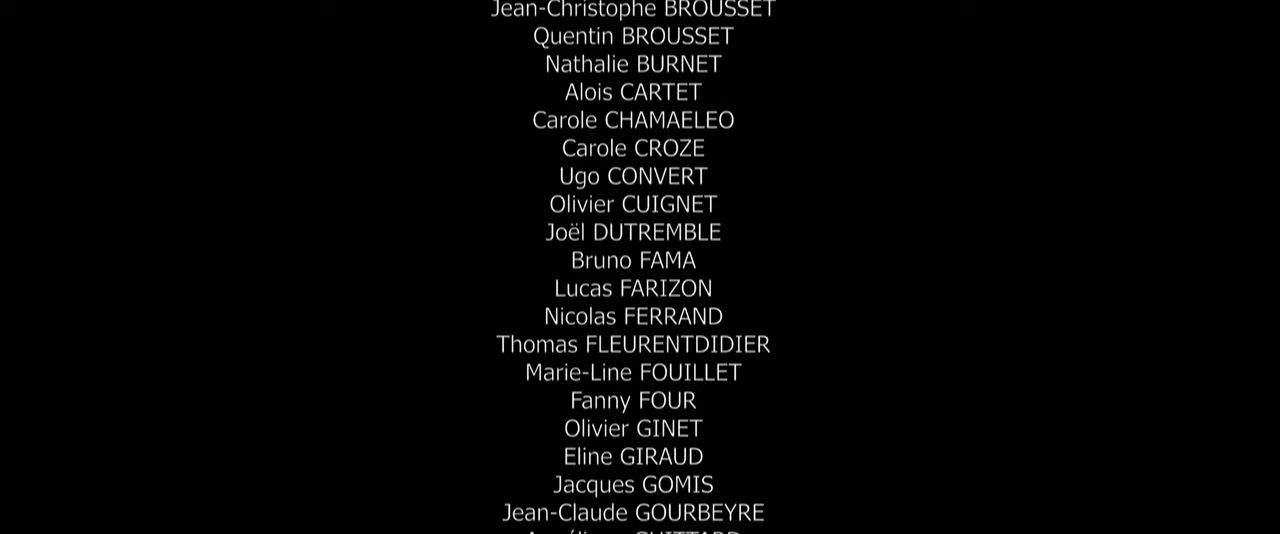 Jean-Christophe BROUSSET
Quentin BROUSSET
Nathalie BURNET
Alois CARTET
Carole CHAMAELEO
Carole CROZE
Ugo CONVERT
Olivier CUIGNET
Joël DUTREMBLE
Bruno FAMA
Lucas FARIZON
Nicolas FERRAND
Thomas FLEURENTDIDIER
Marie-Line FOUILLET
Fanny FOUR
Olivier GINET
Eline GIRAUD
Jacques GOMIS
Jean-Claude GOURBEYRE